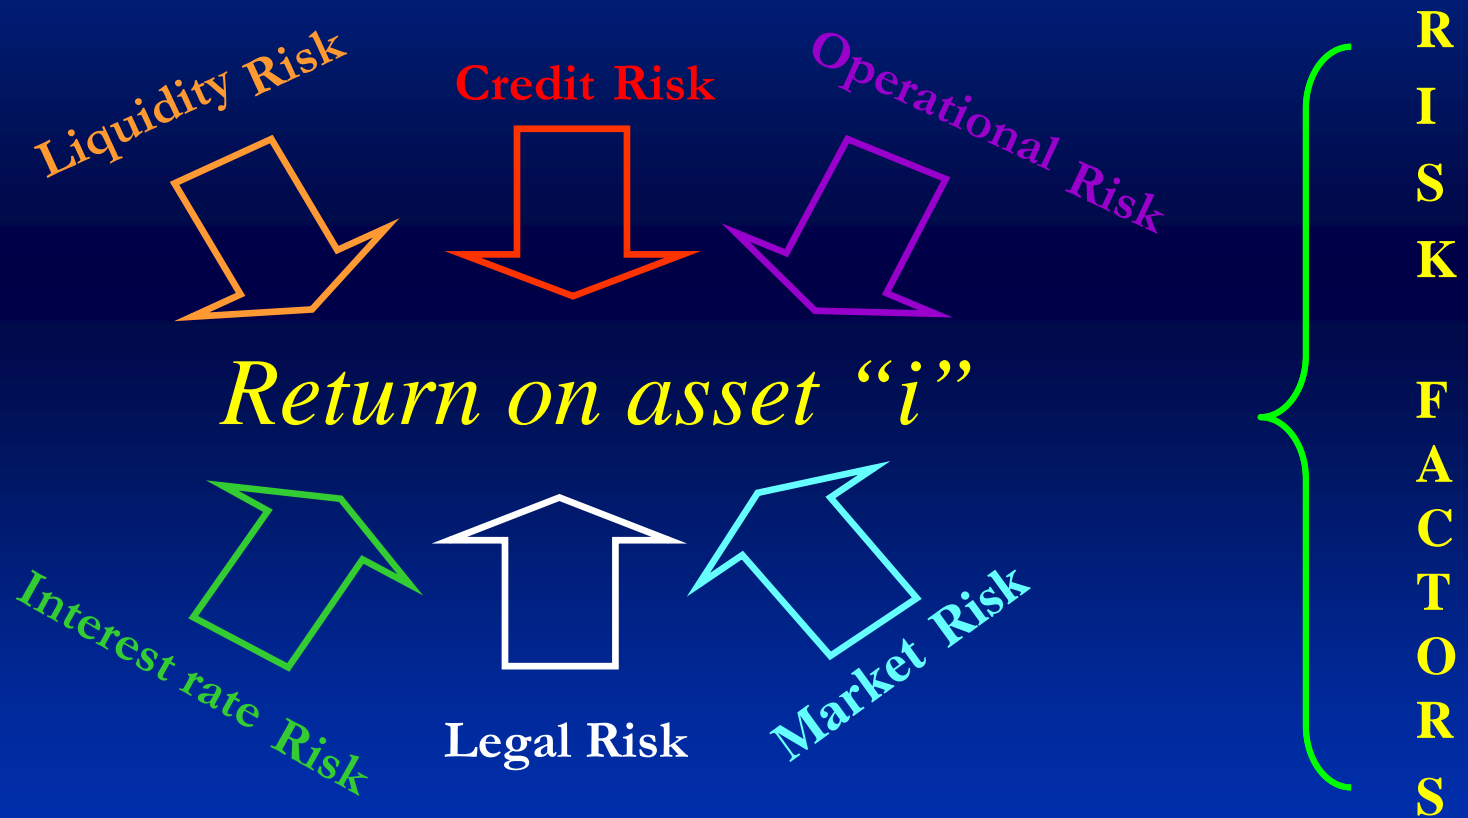 Liquidity Risk
Credit Risk
Operational Risk
Return on asset “i”
Interest rate Risk
Legal Risk
Market Risk
R
I
S
K
F
A
C
T
O
R
S